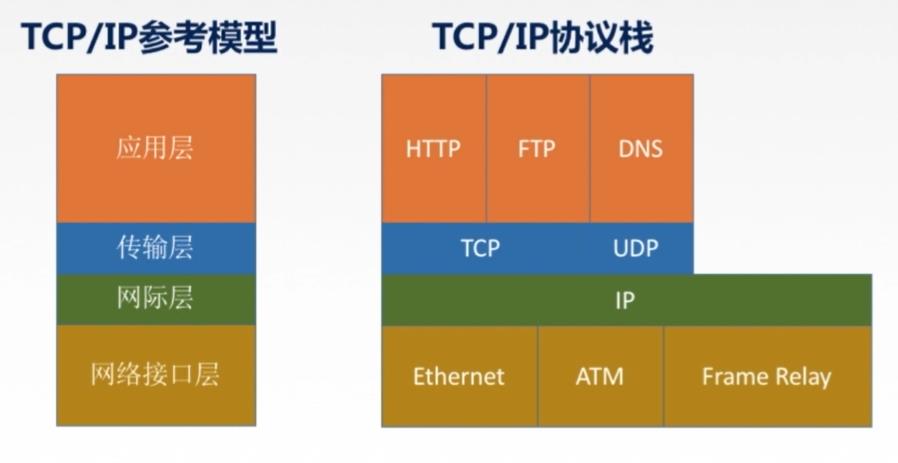 TCP/IP参考模型
TCP/IP协议栈
应用层
传输层
网际层
网络接口层
HTTP FTP DNS
TCP UDP
IP
Ethernet ATM Frame Relay